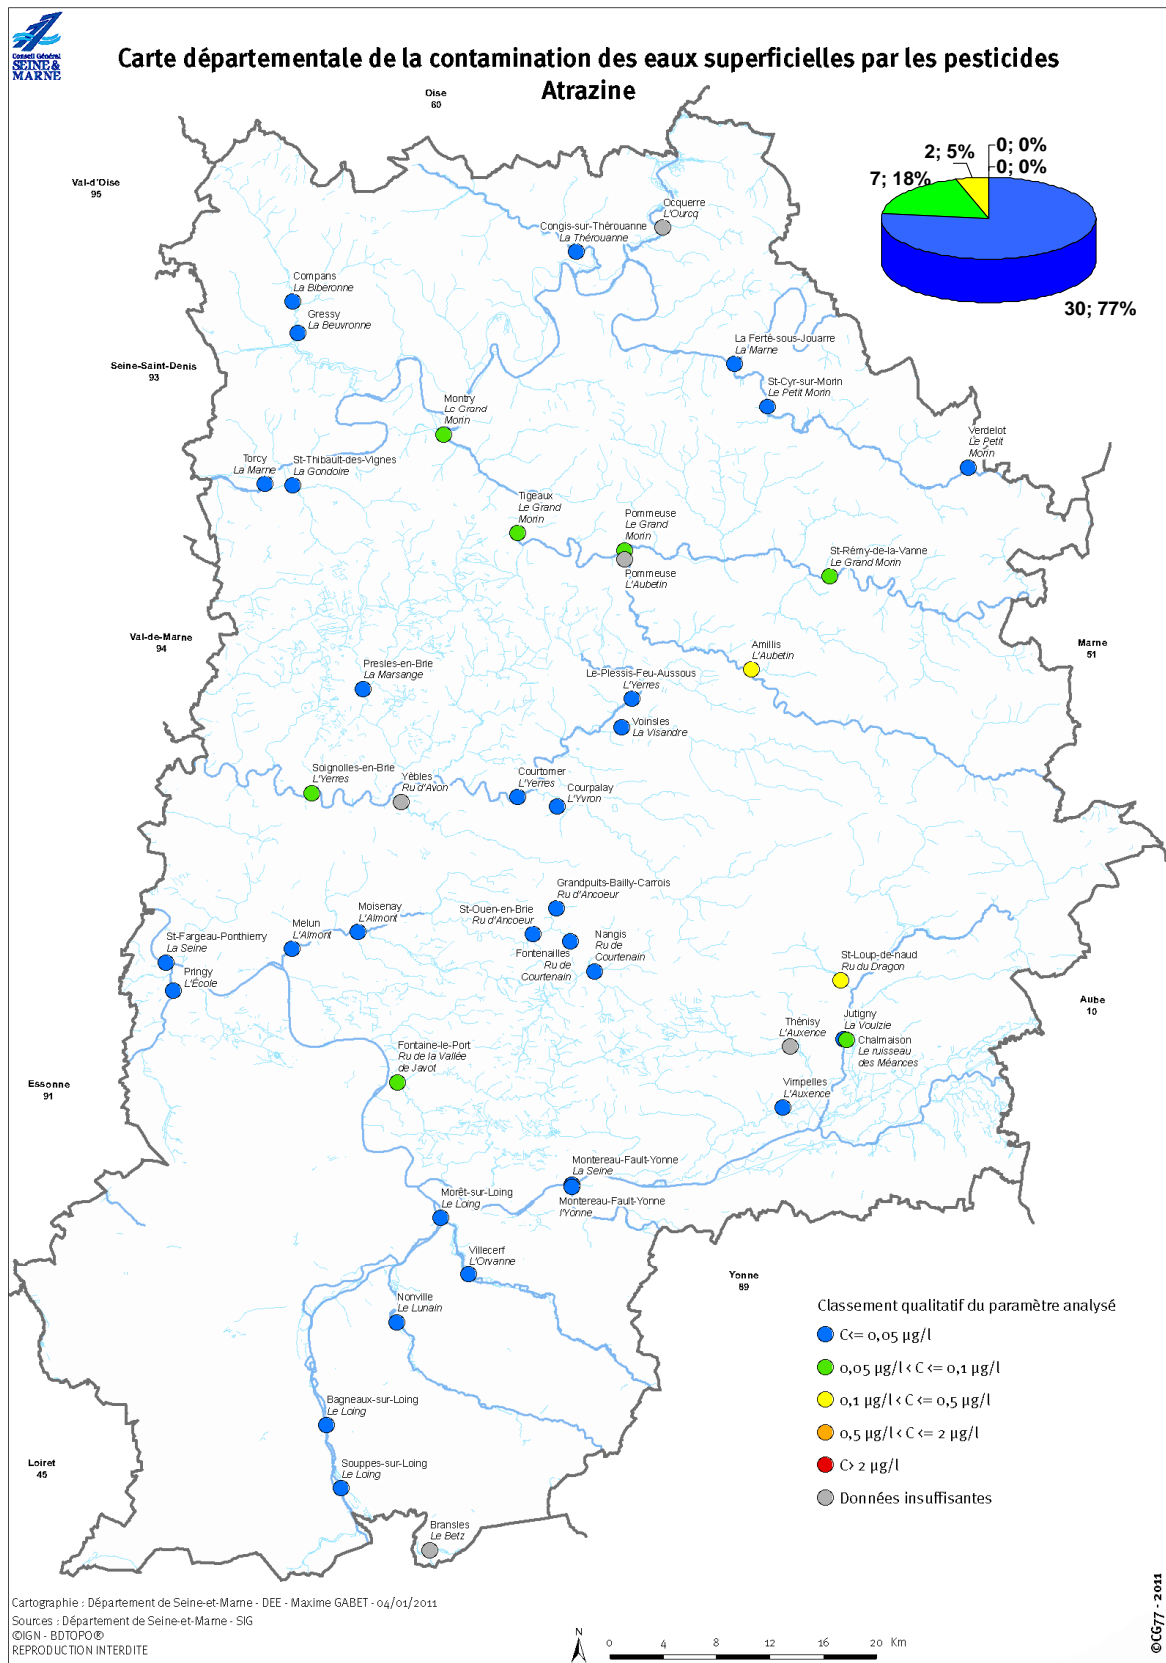 Conseil Général
SEINE &
MARNE
Carte départementale de la contamination des eaux superficielles par les pesticides
Atrazine
Oise
60
Val-d'Oise
95
0; 0%
2; 5%
0; 0%
7; 18%
30; 77%
Ocquerre
L'Ourcq
Congis-sur-Thérouanne
La Thérouanne
Compans
La Biberonne
Gressy
La Beuvronne
Seine-Saint-Denis
93
La Ferté-sous-Jouarre
La Marne
St-Cyr-sur-Morin
Le Petit Morin
Montry
Le Grand
Morin
Verdelot
Le Petit
Morin
Torcy
La Marne
St-Thibault-des-Vignes
La Gondoire
Tigeaux
Le Grand
Morin
Pommeuse
Le Grand
Morin
St-Rémy-de-la-Vanne
Le Grand Morin
Pommeuse
L'Aubetin
Val-de-Marne
94
Marne
51
Amillis
L'Aubetin
Presles-en-Brie
La Marsange
Le-Plessis-Feu-Aussous
L'Yerres
Voinsles
La Visandre
Soignolles-en-Brie
L'Yerres
Yèbles
Ru d'Avon
Courtomer
L'Yerres
Courpalay
L'Yvron
Grandpuits-Bailly-Carrois
Ru d'Ancoeur
St-Ouen-en-Brie
Ru d'Ancoeur
Moisenay
L'Almont
Melun
L'Almont
St-Fargeau-Ponthierry
La Seine
Pringy
L'École
Nangis
Ru de
Courtenain
Fontenailles
Ru de
Courtenain
St-Loup-de-naud
Ru du Dragon
Aube
10
Jutigny
La Voulzie
Thénisy
L'Auxence
Chalmaison
Le ruisseau
des Méances
Fontaine-le-Port
Ru de la Vallée
de Javot
Essonne
91
Vimpelles
L'Auxence
Montereau-Fault-Yonne
La Seine
Montereau-Fault-Yonne
l'Yonne
Morêt-sur-Loing
Le Loing
Villecerf
L'Orvanne
Yonne
89
Nonville
Le Lunain
Classement qualitatif du paramètre analysé
C<= 0,05 µg/l
0,05 µg/l < C <= 0,1 µg/l
0,1 µg/l < C <= 0,5 µg/l
0,5 µg/l < C <= 2 µg/l
C> 2 µg/l
Données insuffisantes
Bagneaux-sur-Loing
Le Loing
Loiret
45
Souppes-sur-Loing
Le Loing
Bransles
Le Betz
Cartographie : Département de Seine-et-Marne - DEE - Maxime GABET - 04/01/2011
Sources : Département de Seine-et-Marne - SIG
©IGN - BDTOPO®
REPRODUCTION INTERDITE
N
0 4 8 12 16 20 Km
©CG77 - 2011